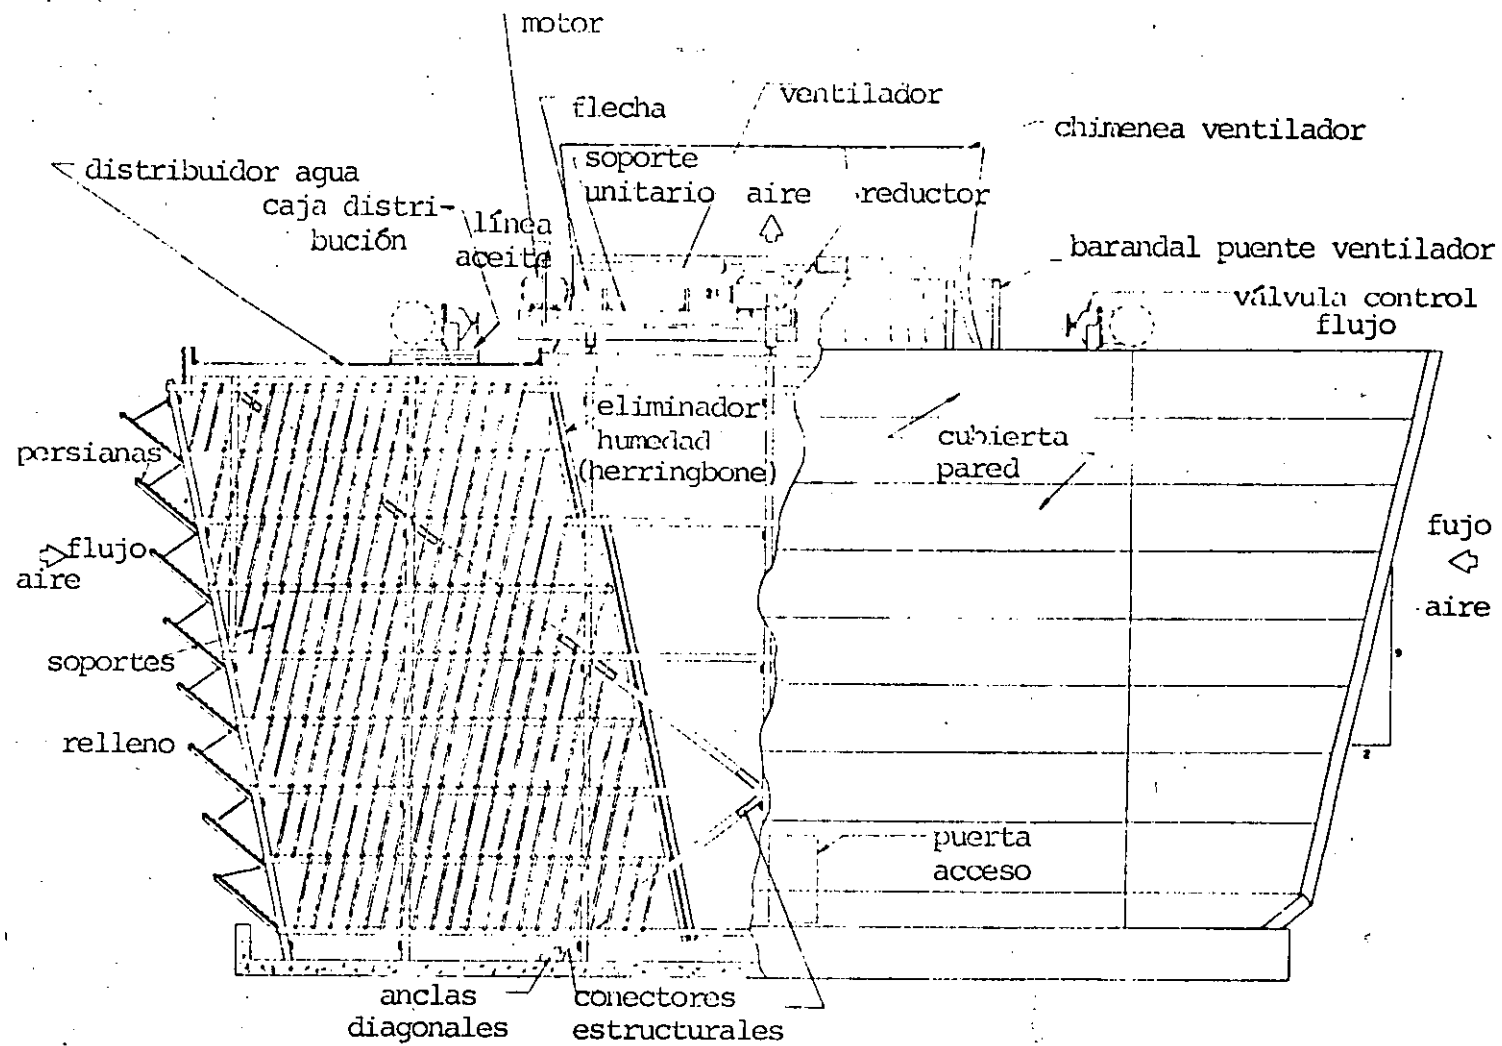 motor
flecha
ventilador
chimenea ventilador
distribuidor agua
caja distri-
bución
línea
aceite
soporte
unitario
aire
reductor
barandal puente ventilador
válvula control
flujo
persianas
eliminador
humedad
(herringbone)
cubierta
pared
flujo
aire
fujo
aire
soportes
relleno
9
2
puerta
acceso
anclas
diagonales
conectores
estructurales